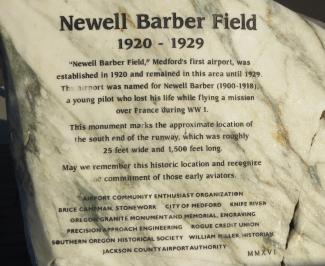 Newell Barber Field
1920 - 1929
"Newell Barber Field," Medford's first airport, was
established in 1920 and remained in this area until 1929.
The airport was named for Newell Barber (1900-1918),
a young pilot who lost his life while flying a mission
over France during WW I.
This monument marks the approximate location of
the south end of the runway, which was roughly
25 feet wide and 1,500 feet long.
May we remember this historic location and recognize
the commitment of those early aviators.
AIRPORT COMMUNITY ENTHUSIAST ORGANIZATION
BRICE CAMPMAN, STONEWORK CITY OF MEDFORD KNIFE RIVER
OREGON GRANITE MONUMENT AND MEMORIAL, ENGRAVING
PRECISION APPROACH ENGINEERING ROGUE CREDIT UNION
SOUTHERN OREGON HISTORICAL SOCIETY WILLIAM MILLER, HISTORIAN
JACKSON COUNTY AIRPORT AUTHORITY
MMXVI